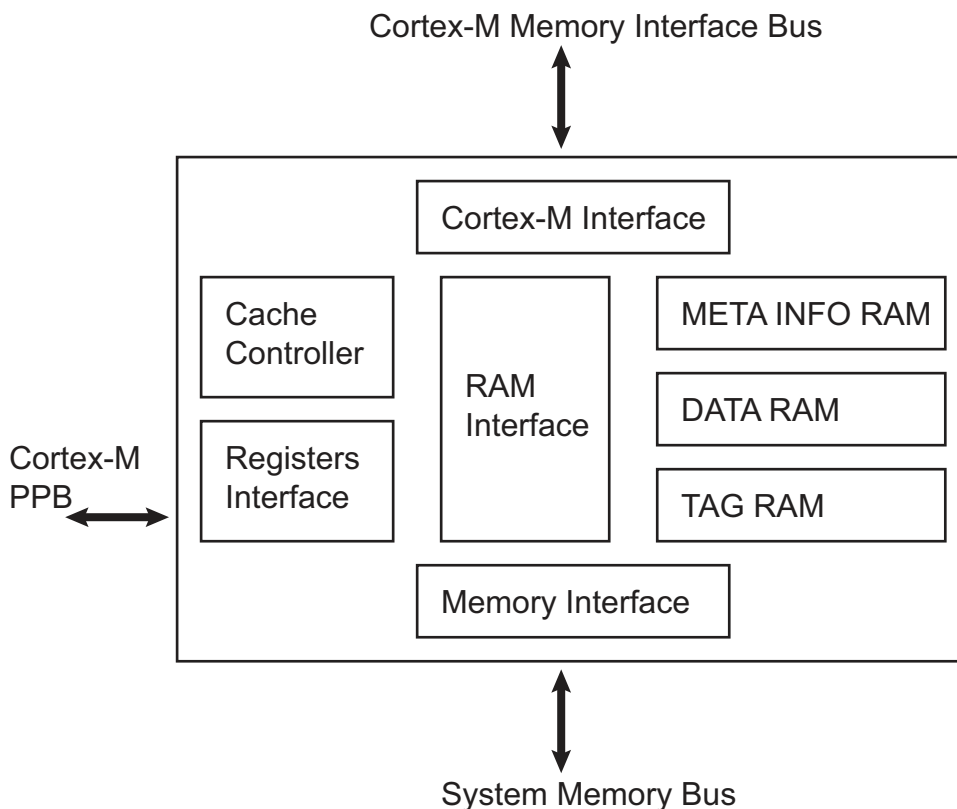 Cortex-M Memory Interface Bus
Cortex-M Interface
Cache
Controller
RAM
Interface
META INFO RAM
DATA RAM
TAG RAM
Cortex-M
PPB
Registers
Interface
Memory Interface
System Memory Bus